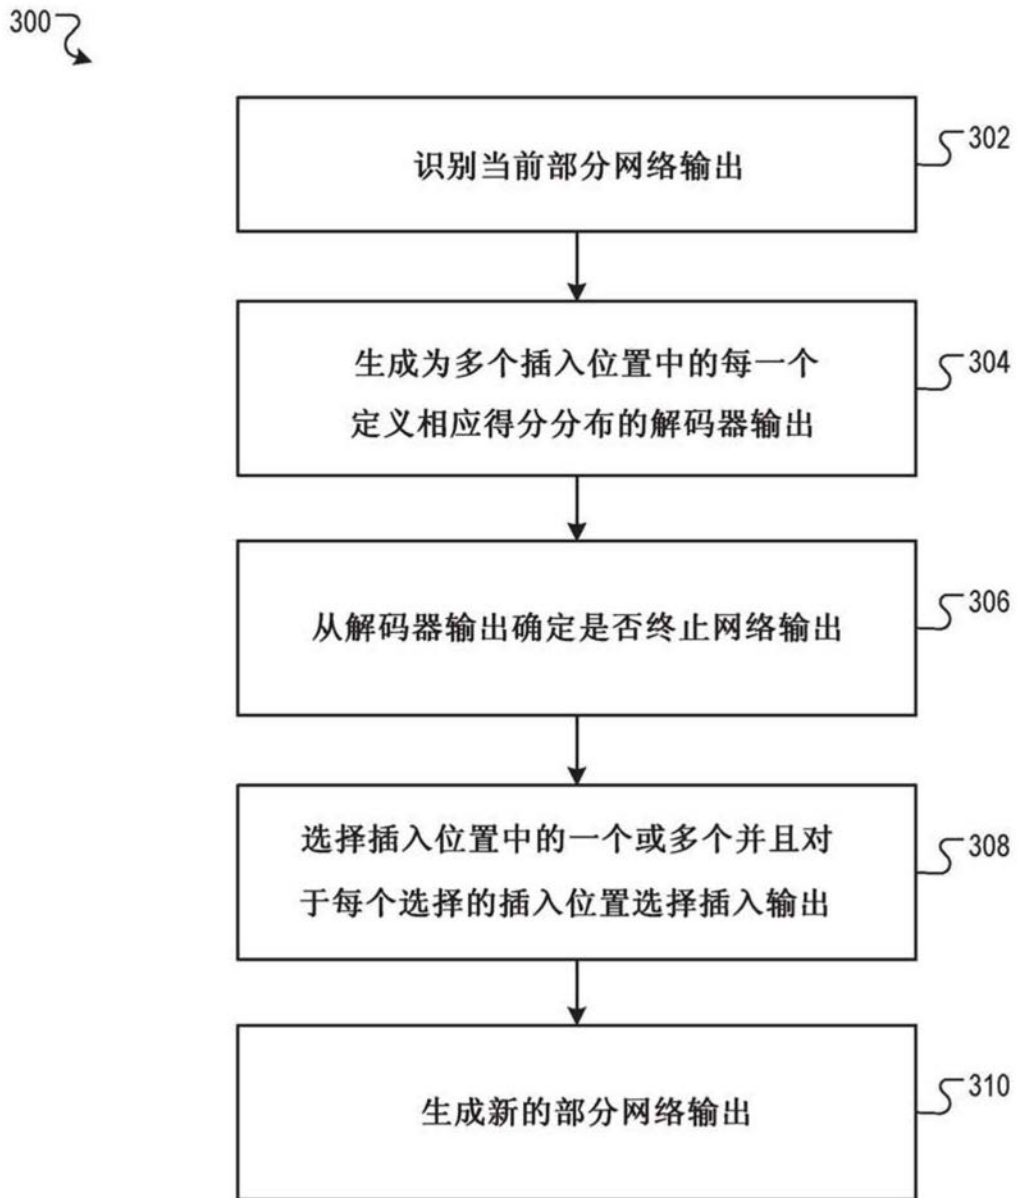 300
识别当前部分网络输出
302
生成为多个插入位置中的每一个
定义相应得分分布的解码器输出
304
从解码器输出确定是否终止网络输出
306
选择插入位置中的一个或多个并且对
于每个选择的插入位置选择插入输出
308
生成新的部分网络输出
310